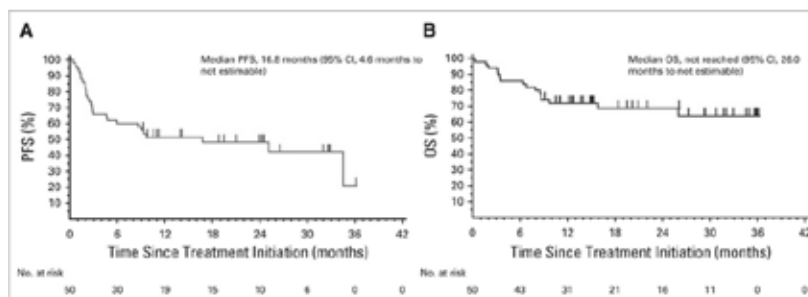 A
Median PFS, 16.8 months (95% CI, 4.6 months to
not estimable)
100
90
80
70
60
50
40
30
20
10
PFS (%)
0 6 12 18 24 30 36 42
Time Since Treatment Initiation (months)
No. at risk
50 30 19 15 10 6 0 0
B
Median OS, not reached (95% CI, 26.0
months to not estimable)
100
90
80
70
60
50
40
30
20
10
OS (%)
0 6 12 18 24 30 36 42
Time Since Treatment Initiation (months)
No. at risk
50 43 31 21 16 11 0 0